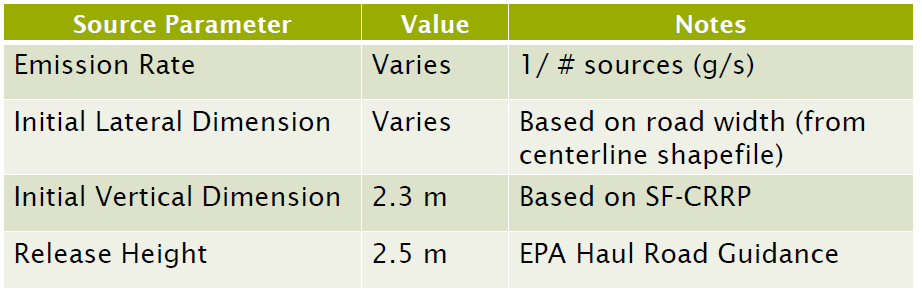 Source Parameter Value Notes
Emission Rate Varies 1/ # sources (g/s)
Initial Lateral Dimension Varies Based on road width (from
centerline shapefile)
Initial Vertical Dimension 2.3 m Based on SF-CRRP
Release Height 2.5 m EPA Haul Road Guidance